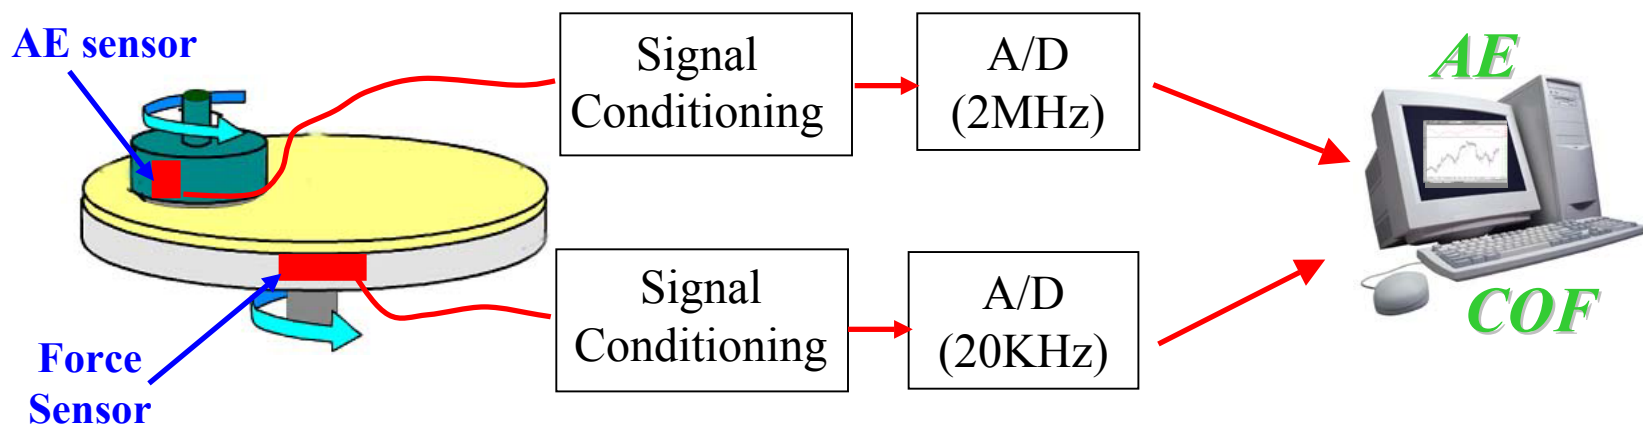 AE sensor
Signal
Conditioning
A/D
(2MHz)
AE
Force
Sensor
Signal
Conditioning
A/D
(20KHz)
COF